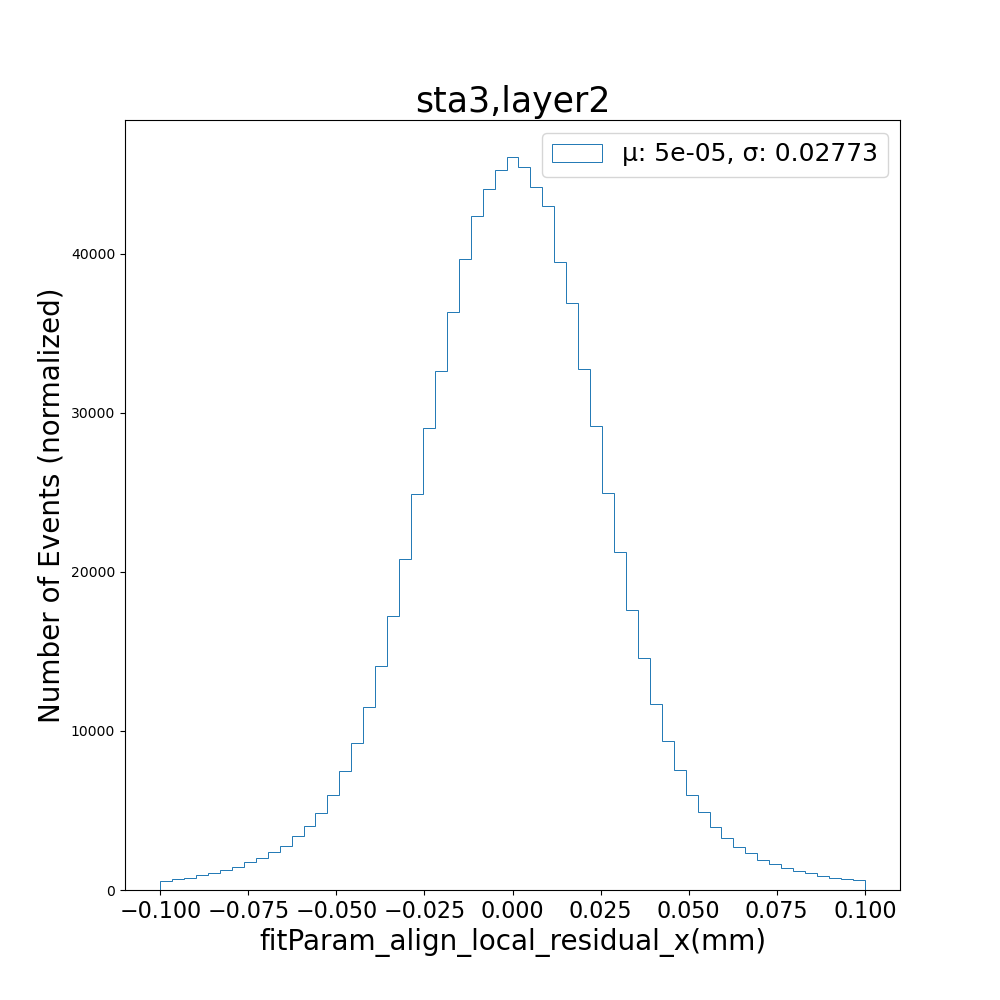 sta3,layer2
μ: 5e-05, σ: 0.02773
Number of Events (normalized)
40000
30000
20000
10000
0
−0.100 −0.075 −0.050 −0.025 0.000 0.025 0.050 0.075 0.100
fitParam_align_local_residual_x(mm)